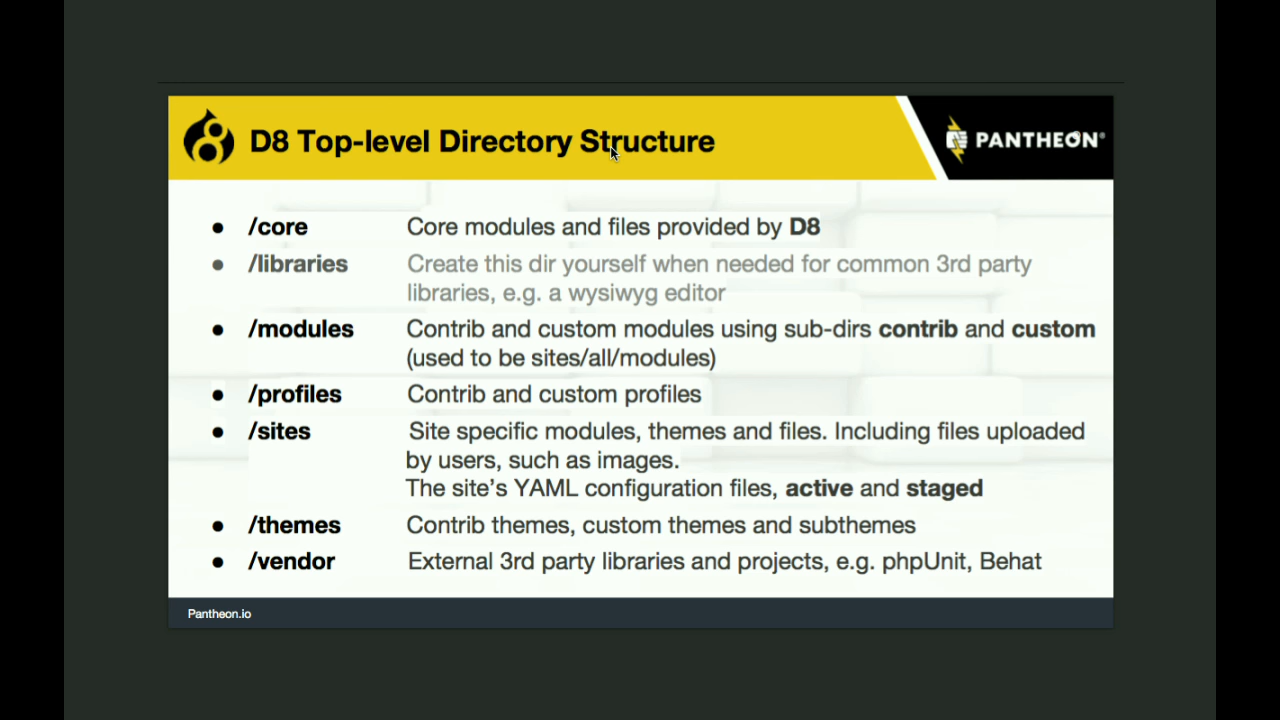 D8 Top-level Directory Structure
PANTHEON®
● /core Core modules and files provided by D8
● /libraries Create this dir yourself when needed for common 3rd party
libraries, e.g. a wysiwyg editor
● /modules Contrib and custom modules using sub-dirs contrib and custom
(used to be sites/all/modules)
● /profiles Contrib and custom profiles
● /sites Site specific modules, themes and files. Including files uploaded
by users, such as images.
The site's YAML configuration files, active and staged
● /themes Contrib themes, custom themes and subthemes
● /vendor External 3rd party libraries and projects, e.g. phpUnit, Behat
Pantheon.io